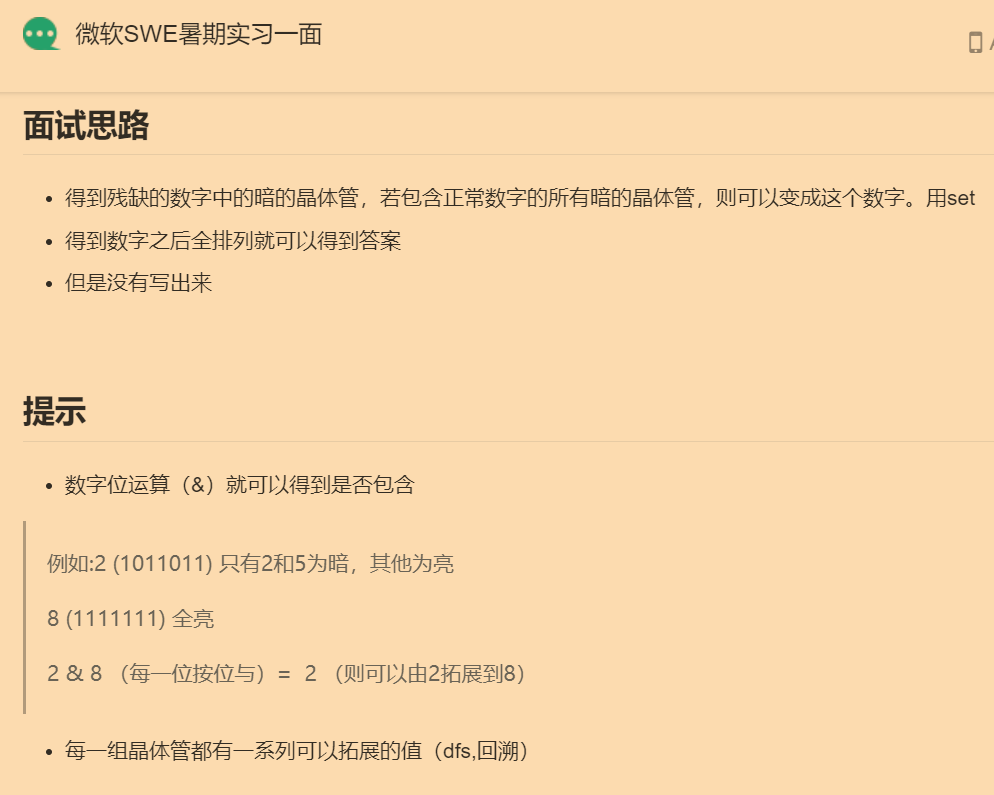 微软SWE暑期实习一面
面试思路
• 得到残缺的数字中的暗的晶体管，若包含正常数字的所有暗的晶体管，则可以变成这个数字。用set
• 得到数字之后全排列就可以得到答案
• 但是没有写出来
提示
• 数字位运算（&）就可以得到是否包含
例如:2 (1011011) 只有2和5为暗，其他为亮
8 (1111111) 全亮
2 & 8 （每一位按位与）= 2 （则可以由2拓展到8）
• 每一组晶体管都有一系列可以拓展的值（dfs,回溯）